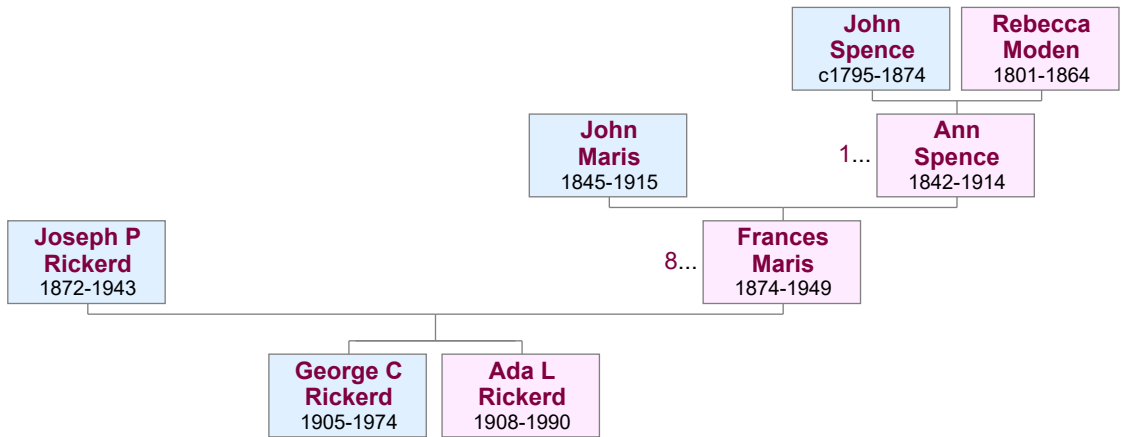 John
Spence
c1795-1874
Rebecca
Moden
1801-1864
John
Maris
1845-1915
1...
Ann
Spence
1842-1914
Joseph P
Rickerd
1872-1943
8...
Frances
Maris
1874-1949
George C
Rickerd
1905-1974
Ada L
Rickerd
1908-1990